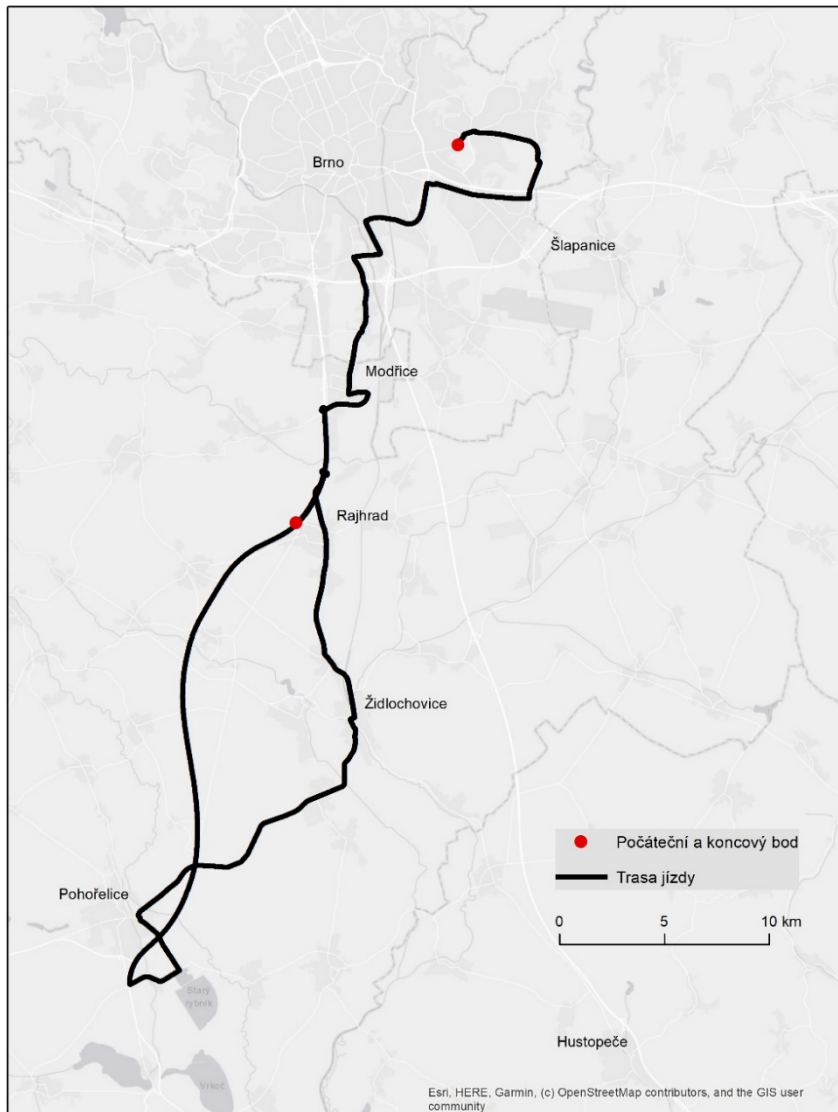 Brno
Šlapanice
Modřice
Rajhrad
Židlochovice
Pohořelice
Starý
rybník
Vrkoč
Hustopeče
Počáteční a koncový bod
Trasa jízdy
0 5 10 km
Esri, HERE, Garmin, (c) OpenStreetMap contributors, and the GIS user
community